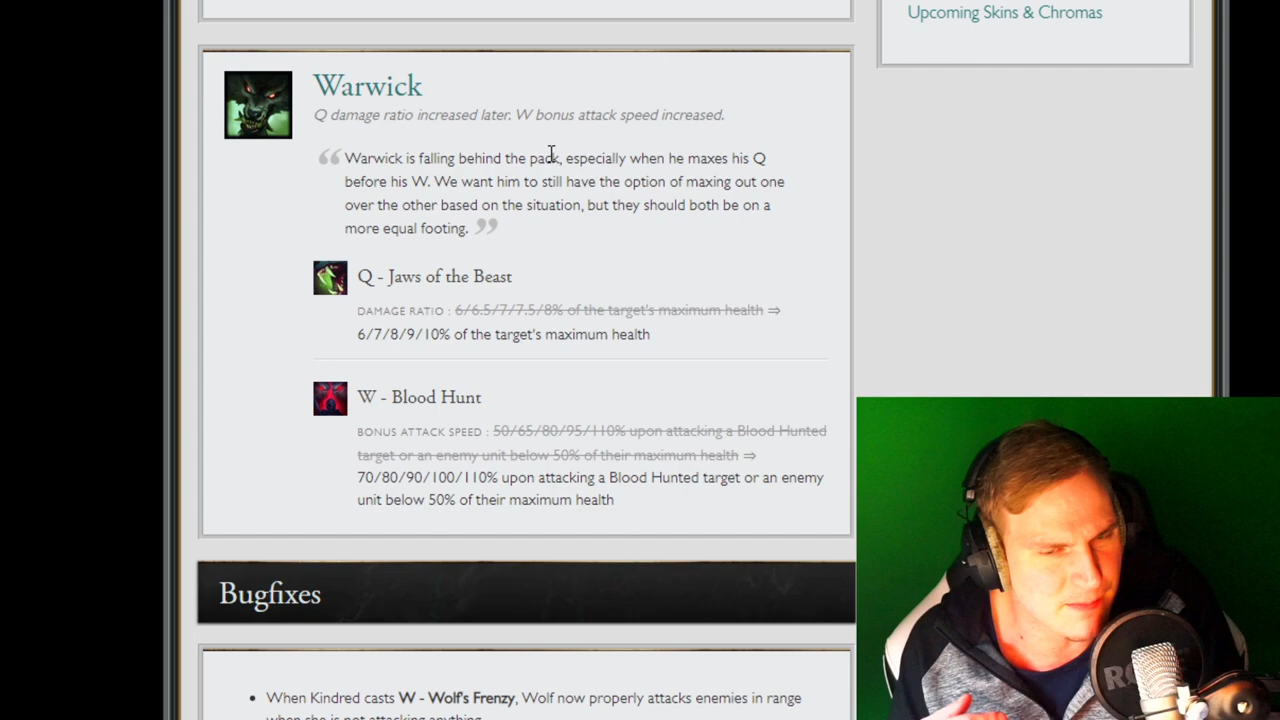 Upcoming Skins & Chromas
Warwick
Q damage ratio increased later. W bonus attack speed increased.
Warwick is falling behind the pack, especially when he maxes his Q
before his W. We want him to still have the option of maxing out one
over the other based on the situation, but they should both be on a
more equal footing.
Q - Jaws of the Beast
DAMAGE RATIO : 6/6.5/7/7.5/8% of the target's maximum health ⇒
6/7/8/9/10% of the target's maximum health
W - Blood Hunt
BONUS ATTACK SPEED : 50/65/80/95/110% upon attacking a Blood Hunted
target or an enemy unit below 50% of their maximum health ⇒
70/80/90/100/110% upon attacking a Blood Hunted target or an enemy
unit below 50% of their maximum health
Bugfixes
• When Kindred casts W - Wolf's Frenzy, Wolf now properly attacks enemies in range
when she is not attacking anything